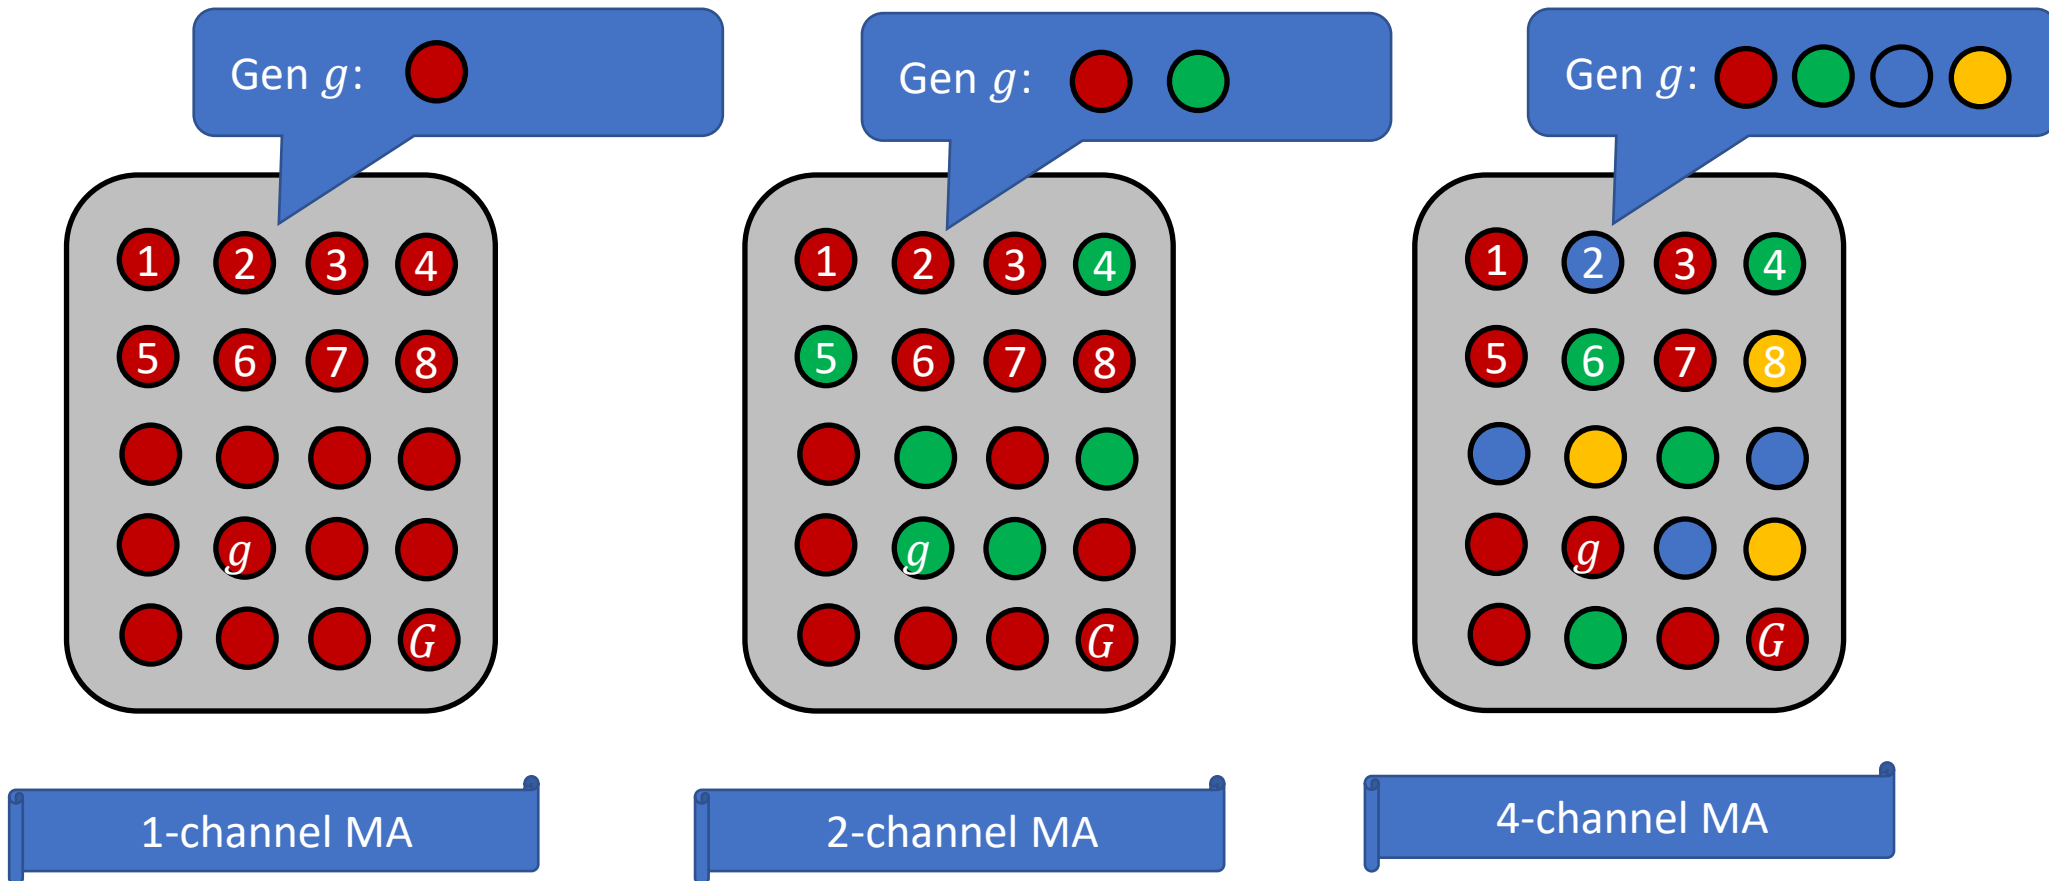 Gen g:
Gen g:
Gen g:
1 2 3 4
5 6 7 8
g
G
1 2 3 4
5 6 7 8
g
G
1 2 3 4
5 6 7 8
g
G
1-channel MA
2-channel MA
4-channel MA